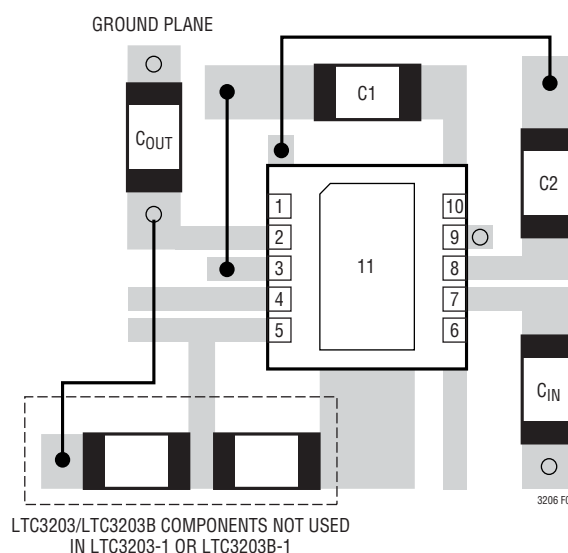 GROUND PLANE
C1
COUT
C2
1
10
2
9
3
11
8
4
7
5
6
CIN
3206 F0
LTC3203/LTC3203B COMPONENTS NOT USED
IN LTC3203-1 OR LTC3203B-1